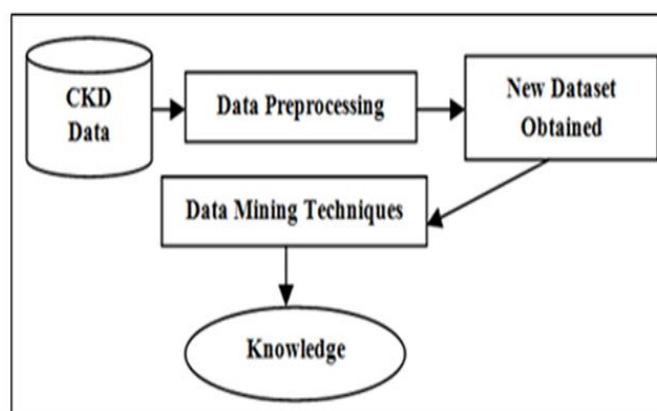 CKD
Data
Data Preprocessing
New Dataset
Obtained
Data Mining Techniques
Knowledge